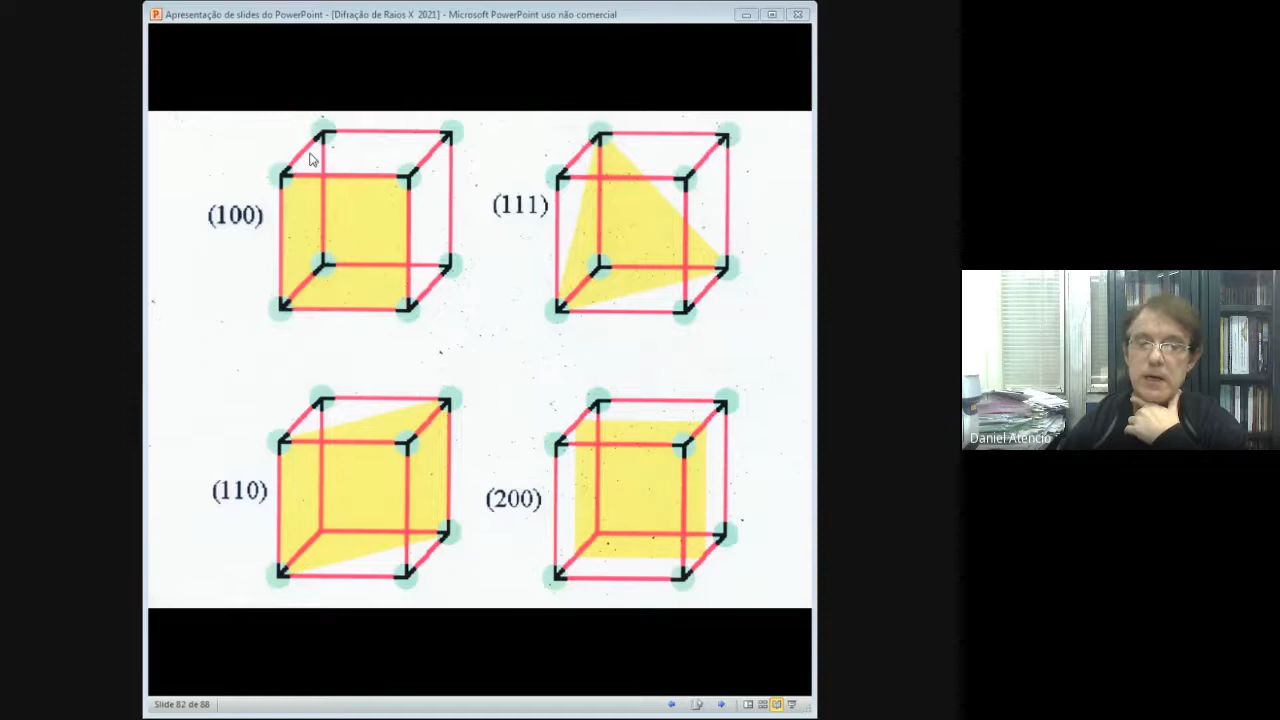 Apresentação de slides do PowerPoint - [Difração de Raios X 2021] - Microsoft PowerPoint uso não comercial
(100)
(111)
(110)
(200)
Daniel Atencio
Slide 82 de 88